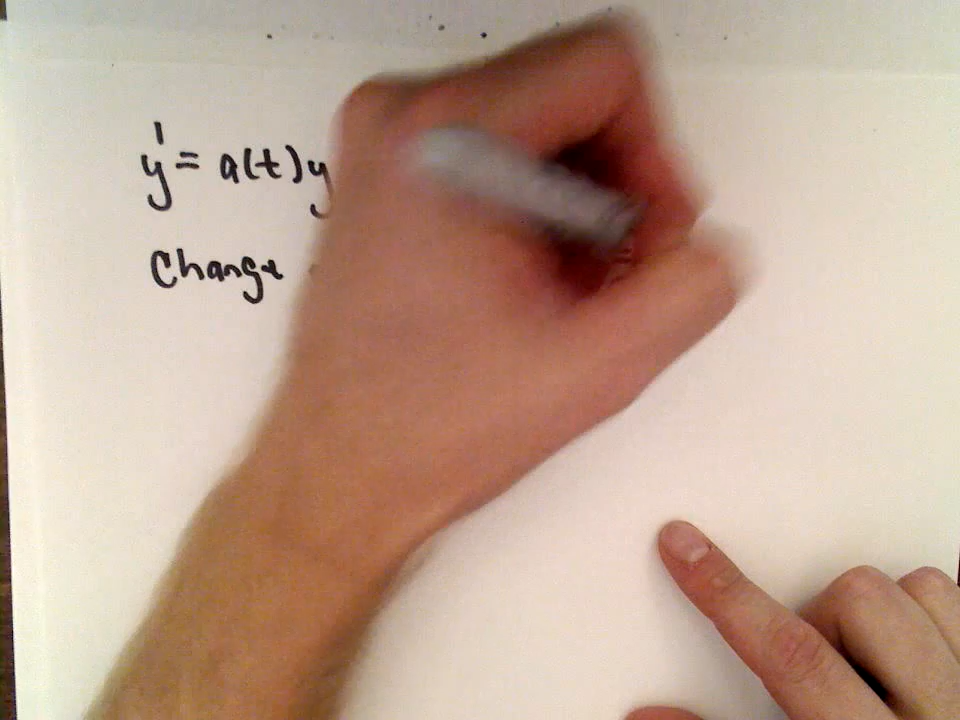 y' = a(t)y
Change